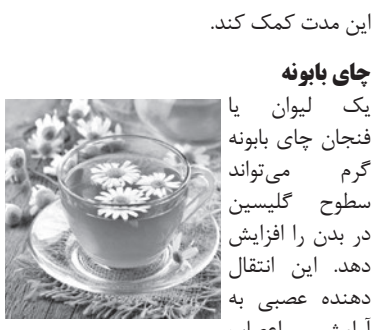 این مدت کمک کند.
چای بابونه
یک لیوان یا
فنجان چای بابونه
گرم می‌تواند
سطوح گلیسین
در بدن را افزایش
دهد. این انتقال
دهنده عصبی به